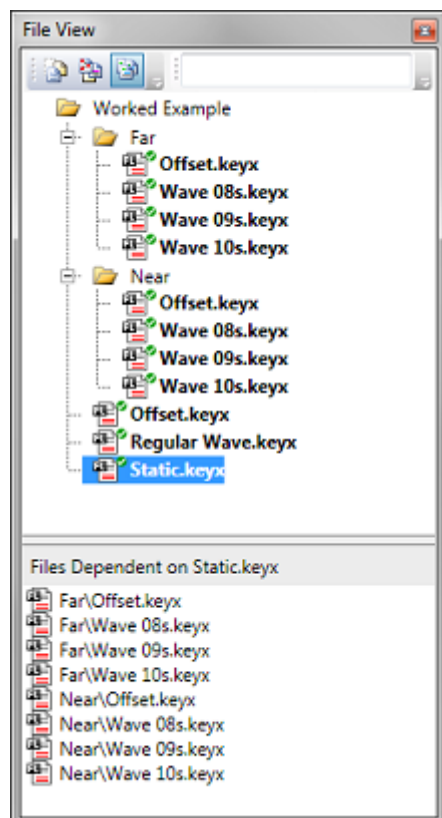 File View
Worked Example
Far
Offset.keyx
Wave 08s.keyx
Wave 09s.keyx
Wave 10s.keyx
Near
Offset.keyx
Wave 08s.keyx
Wave 09s.keyx
Wave 10s.keyx
Offset.keyx
Regular Wave.keyx
Static.keyx
Files Dependent on Static.keyx
Far\Offset.keyx
Far\Wave 08s.keyx
Far\Wave 09s.keyx
Far\Wave 10s.keyx
Near\Offset.keyx
Near\Wave 08s.keyx
Near\Wave 09s.keyx
Near\Wave 10s.keyx